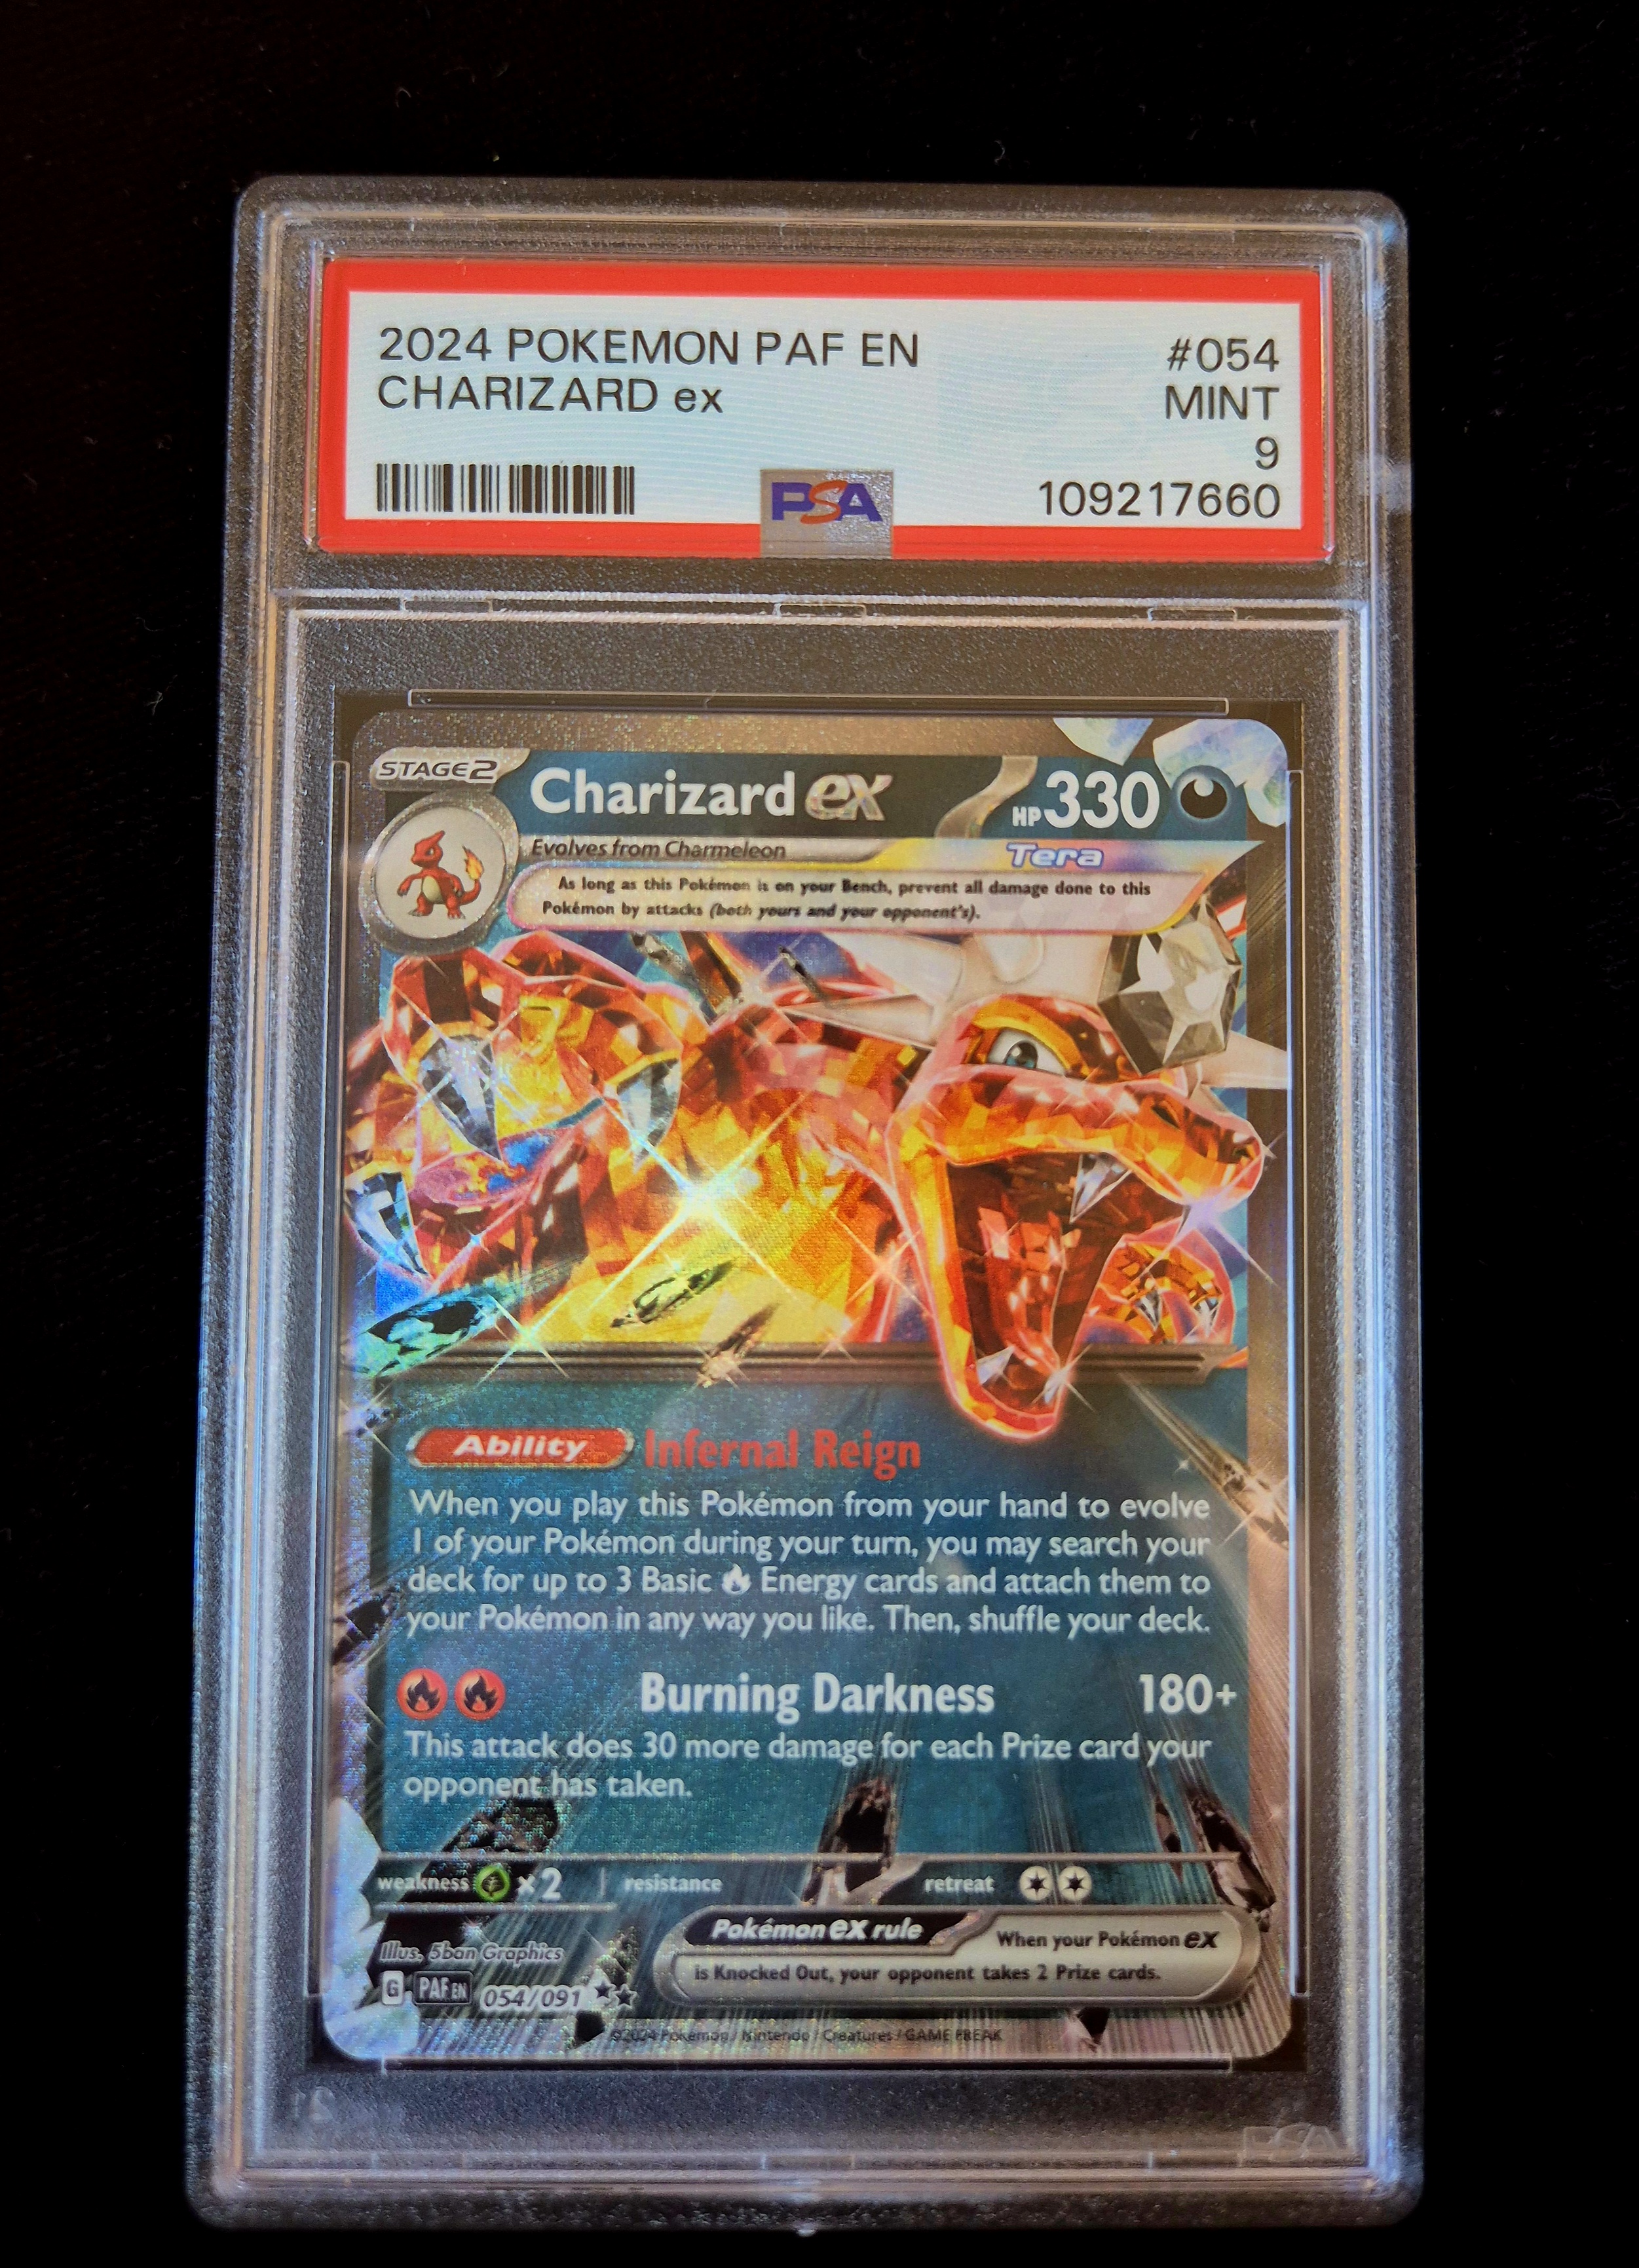 2024 POKEMON PAF EN #054
CHARIZARD ex MINT
9
PSA 109217660
STAGE2 Charizard ex HP 330
Evolves from Charmeleon Tera
As long as this Pokémon is on your Bench, prevent all damage done to this
Pokémon by attacks (both yours and your opponent's).
Ability Infernal Reign
When you play this Pokémon from your hand to evolve
1 of your Pokémon during your turn, you may search your
deck for up to 3 Basic Energy cards and attach them to
your Pokémon in any way you like. Then, shuffle your deck.
Burning Darkness 180+
This attack does 30 more damage for each Prize card your
opponent has taken.
weakness ×2 resistance retreat
Pokémon ex rule When your Pokémon ex
is Knocked Out, your opponent takes 2 Prize cards.
Illus. 5ban Graphics
G PAF EN 054/091
©2024 Pokémon / Nintendo / Creatures / GAME FREAK
PSA